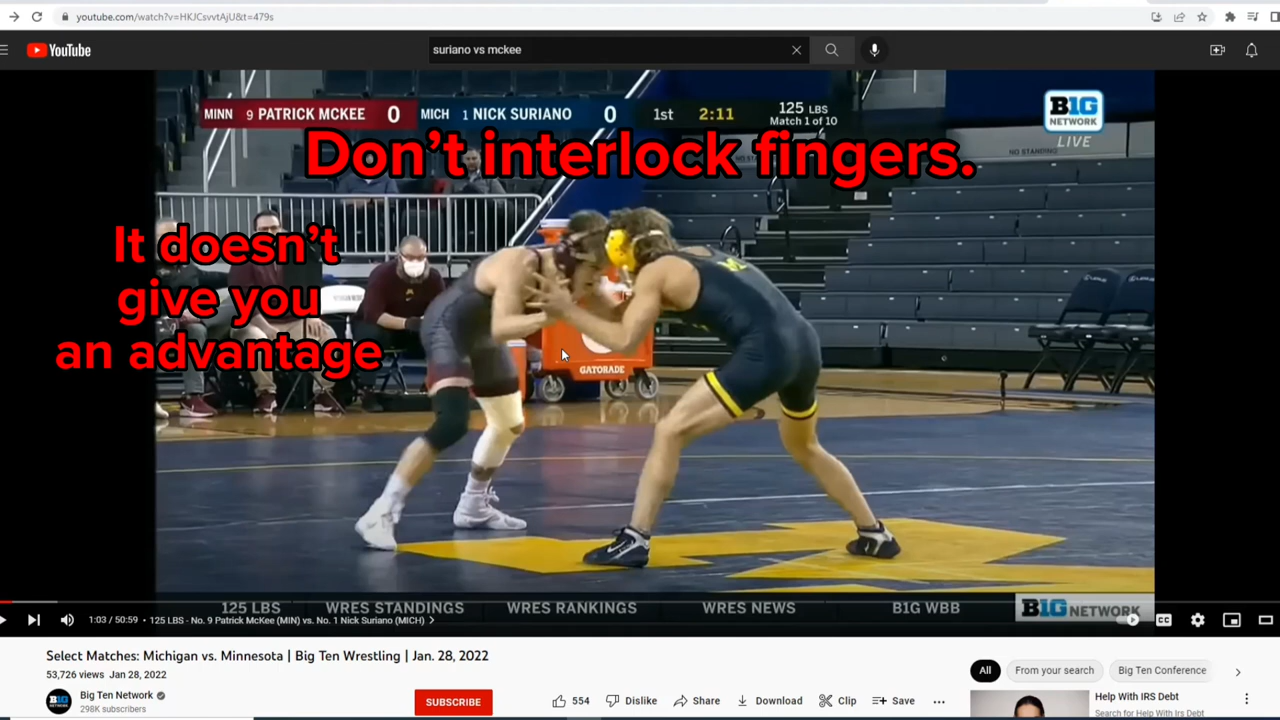 youtube.com/watch?v=HKJCsvvtAjU&t=479s
YouTube
suriano vs mckee
MINN 9 PATRICK MCKEE 0 MICH 1 NICK SURIANO 0 1st 2:11 125 LBS
Match 1 of 10
B1G
NETWORK
LIVE
Don't interlock fingers.
NO STANDING
It doesn't
give you
an advantage
GATORADE
125 LBS WRES STANDINGS WRES RANKINGS WRES NEWS B1G WBB B1G NETWORK
1:03 / 50:59 • 125 LBS - No. 9 Patrick McKee (MIN) vs. No. 1 Nick Suriano (MICH) >
CC
Select Matches: Michigan vs. Minnesota | Big Ten Wrestling | Jan. 28, 2022
53,726 views Jan 28, 2022
All From your search Big Ten Conference
B1G
Big Ten Network
298K subscribers
SUBSCRIBE
554 Dislike Share Download Clip Save
Help With IRS Debt
Search for Help With IRS Debt